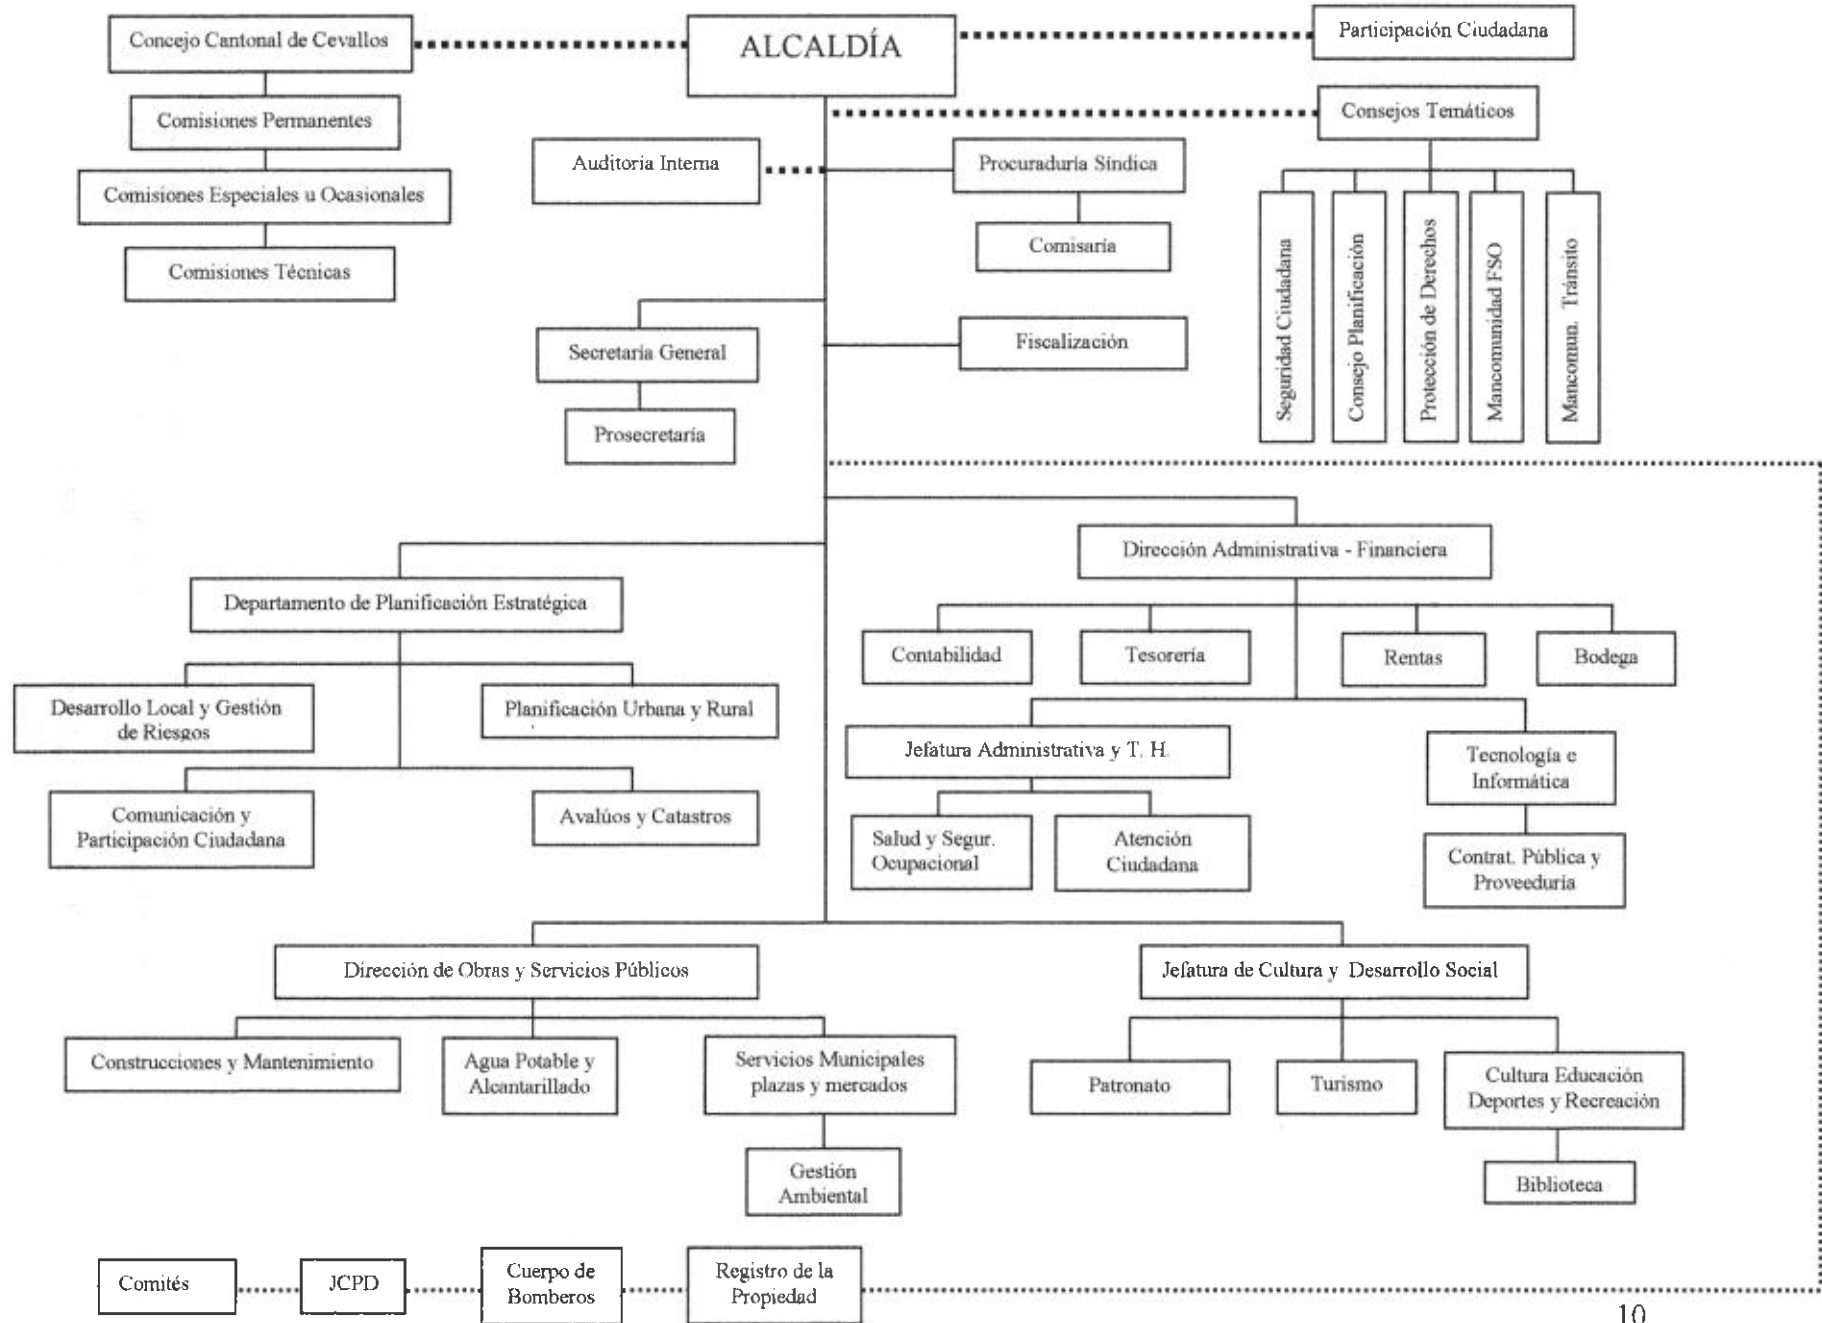 Concejo Cantonal de Cevallos
ALCALDÍA
Participación Ciudadana
Comisiones Permanentes
Consejos Temáticos
Auditoría Interna
Procuraduría Síndica
Comisiones Especiales u Ocasionales
Comisaría
Comisiones Técnicas
Seguridad Ciudadana
Consejo Planificación
Protección de Derechos
Mancomunidad FSO
Mancomun. Tránsito
Secretaría General
Fiscalización
Prosecretaría
Dirección Administrativa - Financiera
Departamento de Planificación Estratégica
Contabilidad
Tesorería
Rentas
Bodega
Desarrollo Local y Gestión
de Riesgos
Planificación Urbana y Rural
Jefatura Administrativa y T. H.
Tecnología e
Informática
Comunicación y
Participación Ciudadana
Avalúos y Catastros
Salud y Segur.
Ocupacional
Atención
Ciudadana
Contrat. Pública y
Proveeduría
Dirección de Obras y Servicios Públicos
Jefatura de Cultura y Desarrollo Social
Construcciones y Mantenimiento
Agua Potable y
Alcantarillado
Servicios Municipales
plazas y mercados
Patronato
Turismo
Cultura Educación
Deportes y Recreación
Gestión
Ambiental
Biblioteca
Comités
JCPD
Cuerpo de
Bomberos
Registro de la
Propiedad
10